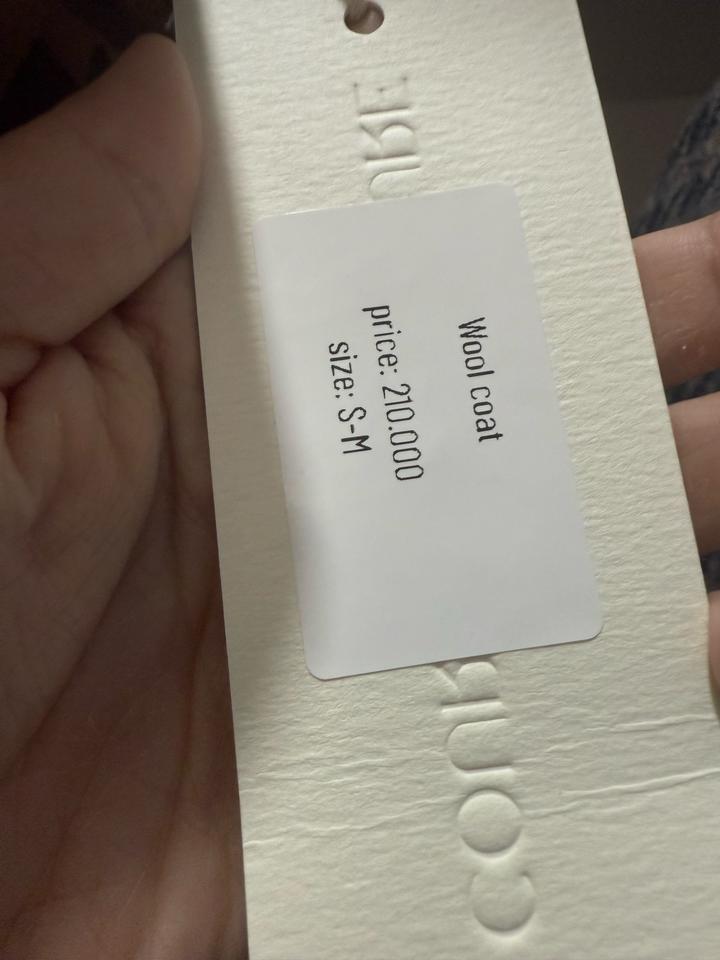 Wool coat
price: 210.000
size: S-M